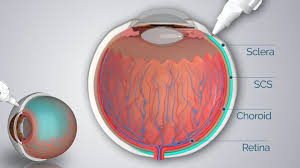 Sclera
SCS
Choroid
Retina